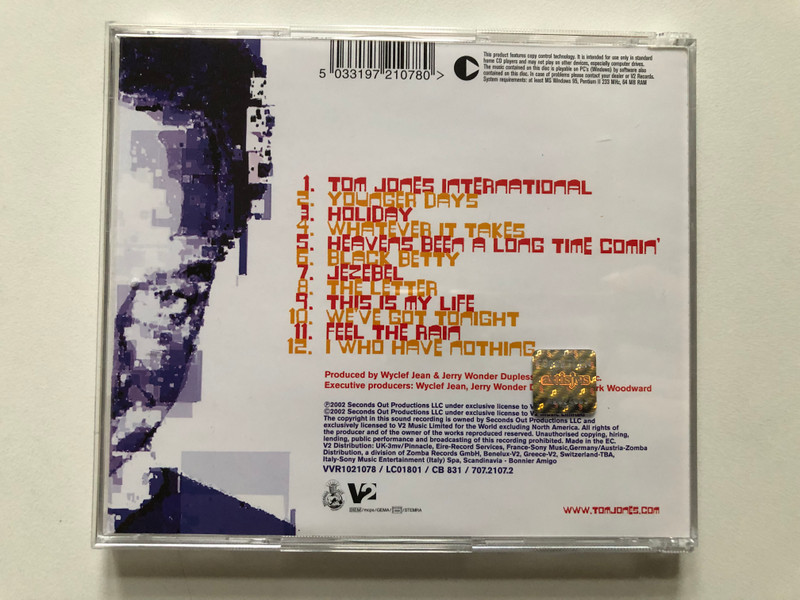 5 033197 210780 >
This product features copy control technology. It is intended for use only in standard
home CD players and may not play on other devices, especially computer drives.
The music contained on this disc is playable on PC's (Windows) by software also
contained on this disc. In case of problems please contact your dealer or V2 Records.
System requirements: at least MS Windows 95, Pentium II 233 MHz, 64 MB RAM
1. TOM JONES INTERNATIONAL
2. YOUNGER DAYS
3. HOLIDAY
4. WHATEVER IT TAKES
5. HEAVENS BEEN A LONG TIME COMIN'
6. BLACK BETTY
7. JEZEBEL
8. THE LETTER
9. THIS IS MY LIFE
10. WE'VE GOT TONIGHT
11. FEEL THE RAIN
12. I WHO HAVE NOTHING
Produced by Wyclef Jean & Jerry Wonder Dupless
Executive producers: Wyclef Jean, Jerry Wonder D rk Woodward
℗2002 Seconds Out Productions LLC under exclusive license to V
©2002 Seconds Out Productions LLC under exclusive license to V
The copyright in this sound recording is owned by Seconds Out Productions LLC and
exclusively licensed to V2 Music Limited for the World excluding North America. All rights of
the producer and of the owner of the works reproduced reserved. Unauthorised copying, hiring,
lending, public performance and broadcasting of this recording prohibited. Made in the EC.
V2 Distribution: UK-3mv/Pinnacle, Eire-Record Services, France-Sony Music,Germany/Austria-Zomba
Distribution, a division of Zomba Records GmbH, Benelux-V2, Greece-V2, Switzerland-TBA,
Italy-Sony Music Entertainment (Italy) Spa, Scandinavia - Bonnier Amigo
VVR1021078 / LC01801 / CB 831 / 707.2107.2
V2
/mcps/GEMA/ /STEMRA
WWW.TOMJONES.COM